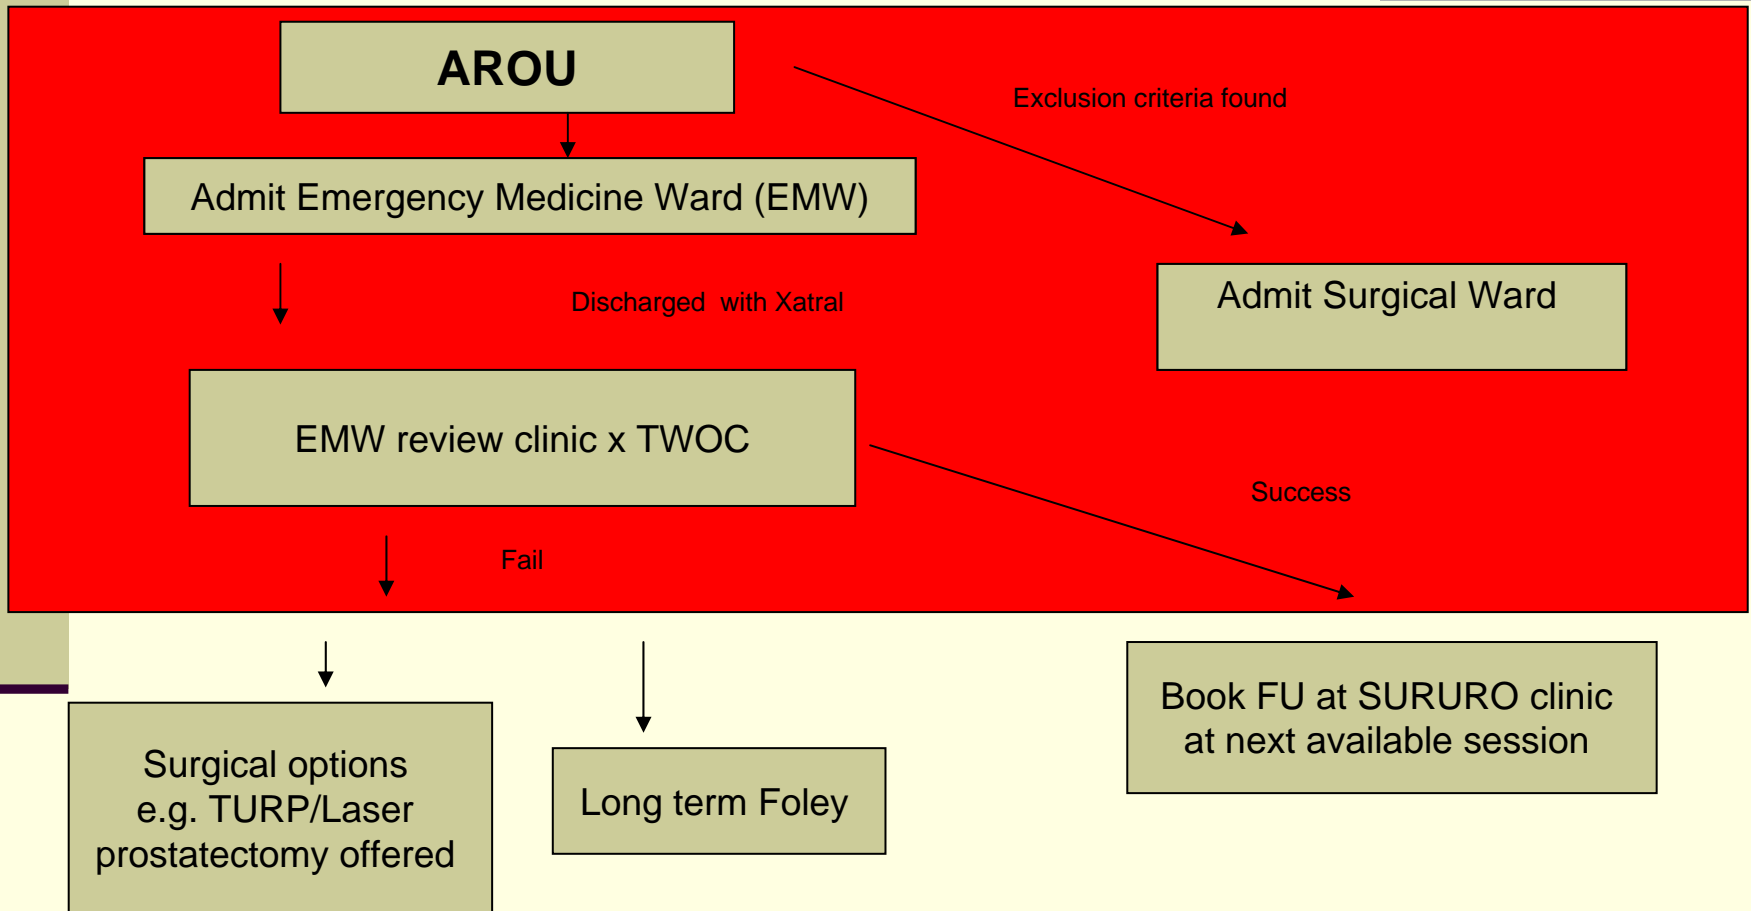 AROU
Exclusion criteria found
Admit Emergency Medicine Ward (EMW)
Discharged with Xatral
Admit Surgical Ward
EMW review clinic x TWOC
Success
Fail
Surgical options
e.g. TURP/Laser
prostatectomy offered
Long term Foley
Book FU at SURURO clinic
at next available session